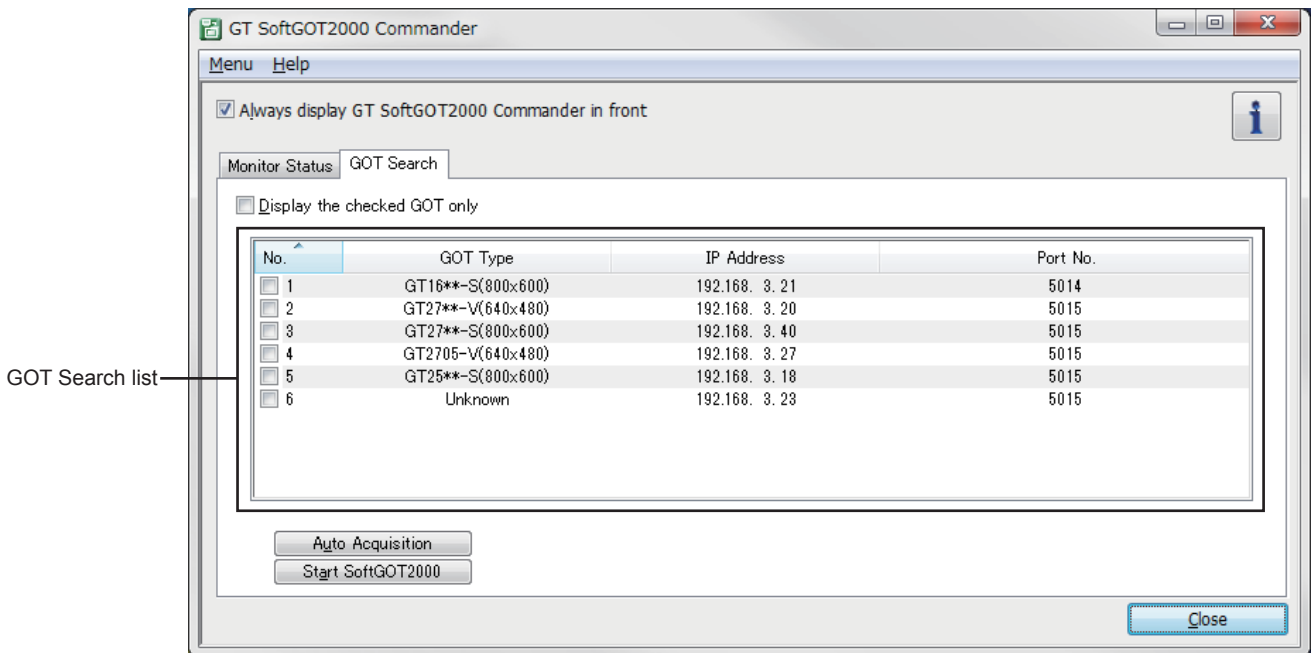 GT SoftGOT2000 Commander
Menu Help
Always display GT SoftGOT2000 Commander in front
i
Monitor Status GOT Search
Display the checked GOT only
No. GOT Type IP Address Port No.
1 GT16**-S(800x600) 192.168. 3. 21 5014
2 GT27**-V(640x480) 192.168. 3. 20 5015
3 GT27**-S(800x600) 192.168. 3. 40 5015
4 GT2705-V(640x480) 192.168. 3. 27 5015
GOT Search list
5 GT25**-S(800x600) 192.168. 3. 18 5015
6 Unknown 192.168. 3. 23 5015
Auto Acquisition
Start SoftGOT2000
Close